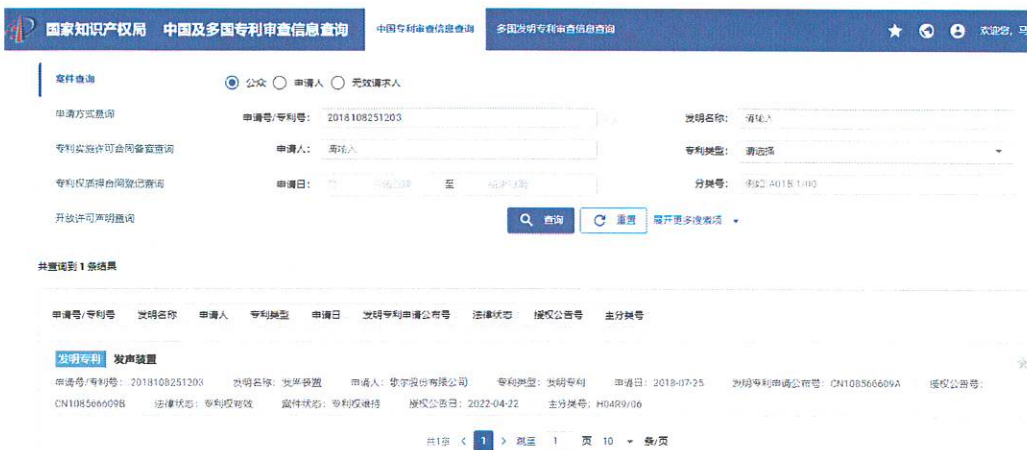 国家知识产权局 中国及多国专利审查信息查询 中国专利审查信息查询 多国发明专利审查信息查询 欢迎您，马
案件查询 公众 申请人 无效请求人
申请方式查询 申请号/专利号： 2018108251203 发明名称： 请输入
专利实施许可合同备案查询 申请人： 请输入 专利类型： 请选择
专利权质押合同登记查询 申请日： 至 分类号： 例如 A01B 1/00
开放许可声明查询 查询 重置 展开更多搜索项
共查询到 1 条结果
申请号/专利号 发明名称 申请人 专利类型 申请日 发明专利申请公布号 法律状态 授权公告号 主分类号
发明专利 发声装置
申请号/专利号：2018108251203 发明名称：发声装置 申请人：歌尔股份有限公司 专利类型：发明专利 申请日：2018-07-25 发明专利申请公布号：CN108566609A 授权公告号：
CN108566609B 法律状态：专利权有效 案件状态：专利权维持 授权公告日：2022-04-22 主分类号：H04R9/06
共1条 1 跳至 1 页 10 条/页